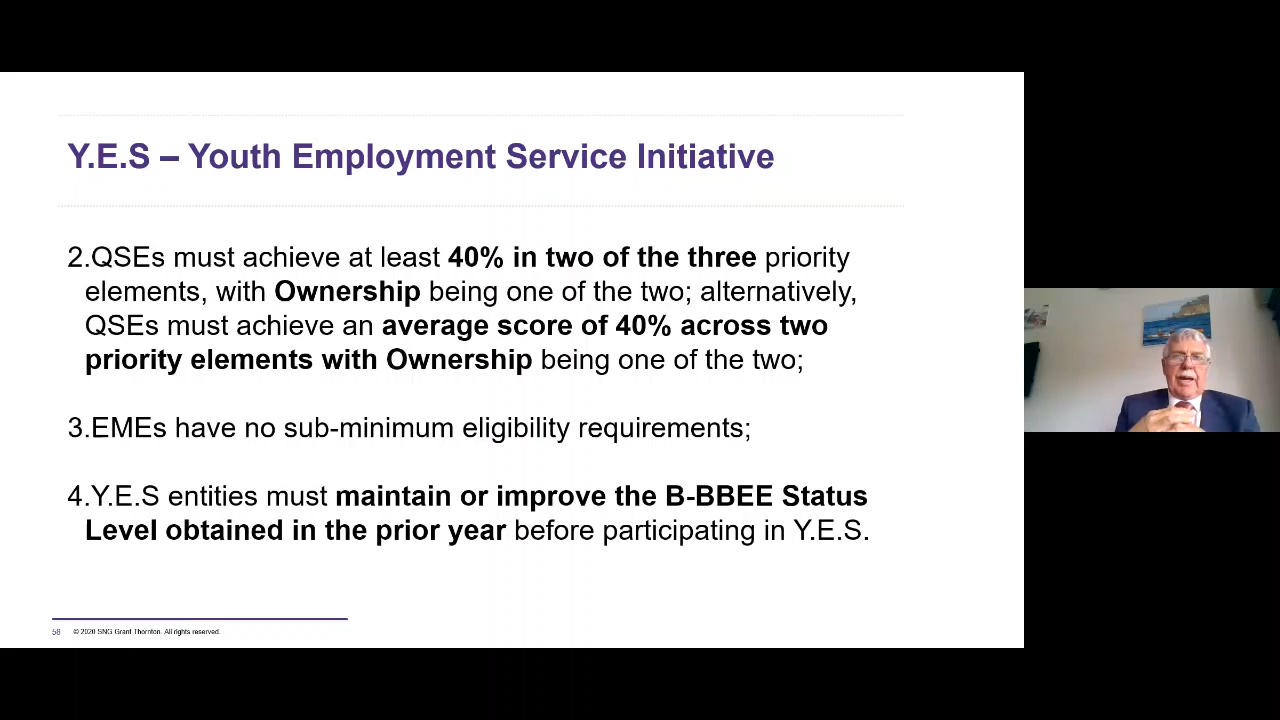 Y.E.S – Youth Employment Service Initiative
2.QSEs must achieve at least 40% in two of the three priority
elements, with Ownership being one of the two; alternatively,
QSEs must achieve an average score of 40% across two
priority elements with Ownership being one of the two;
3.EMEs have no sub-minimum eligibility requirements;
4.Y.E.S entities must maintain or improve the B-BBEE Status
Level obtained in the prior year before participating in Y.E.S.
58 © 2020 SNG Grant Thornton. All rights reserved.